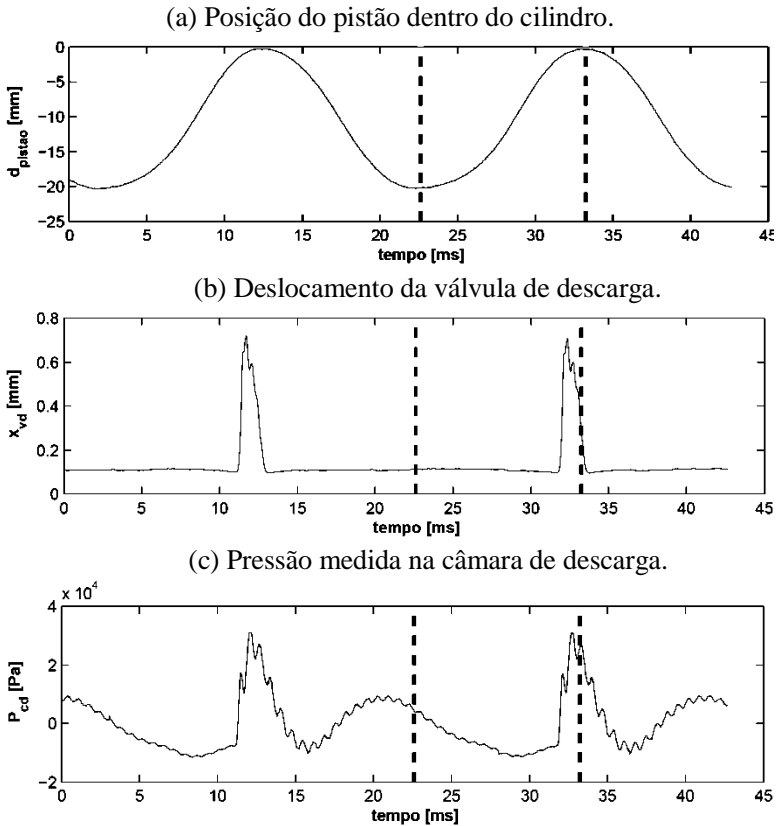 (a) Posição do pistão dentro do cilindro.
d_pistao [mm]
0
−5
−10
−15
−20
−25
0 5 10 15 20 25 30 35 40 45
tempo [ms]
(b) Deslocamento da válvula de descarga.
x_vd [mm]
0.8
0.6
0.4
0.2
0
0 5 10 15 20 25 30 35 40 45
tempo [ms]
(c) Pressão medida na câmara de descarga.
x 10^4
P_cd [Pa]
4
2
0
−2
0 5 10 15 20 25 30 35 40 45
tempo [ms]